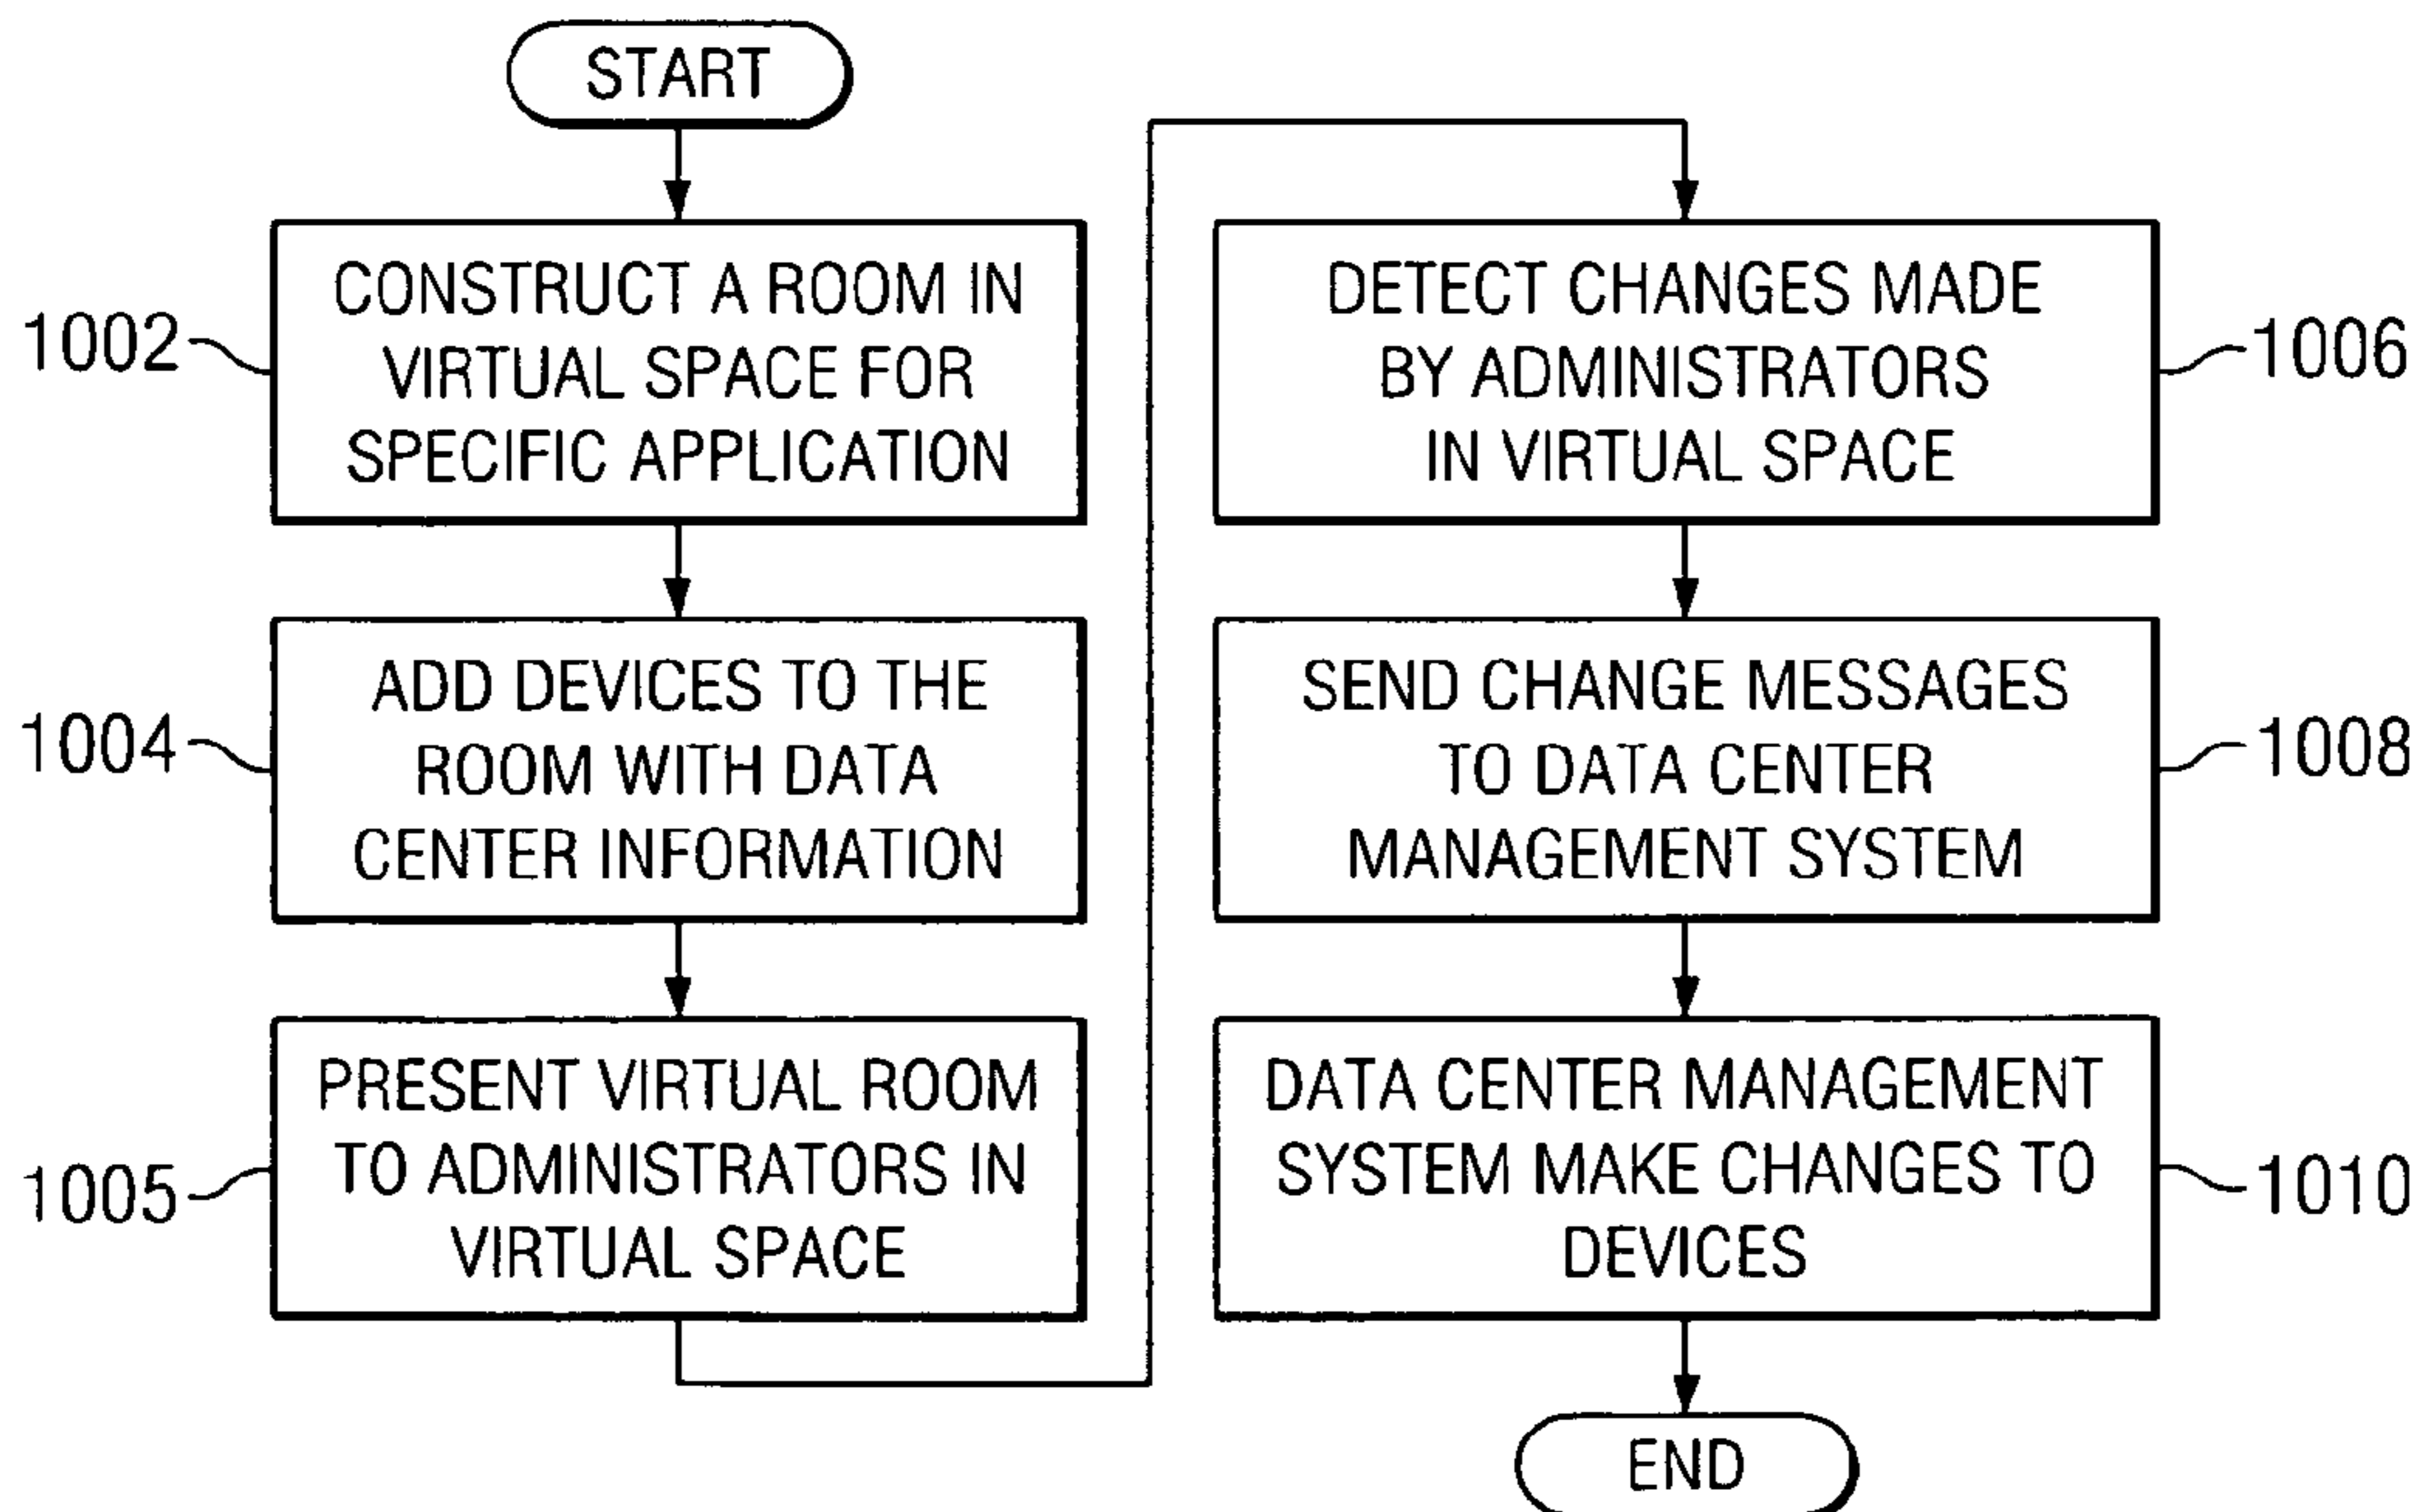 START
1002
CONSTRUCT A ROOM IN
VIRTUAL SPACE FOR
SPECIFIC APPLICATION
1004
ADD DEVICES TO THE
ROOM WITH DATA
CENTER INFORMATION
1005
PRESENT VIRTUAL ROOM
TO ADMINISTRATORS IN
VIRTUAL SPACE
DETECT CHANGES MADE
BY ADMINISTRATORS
IN VIRTUAL SPACE
1006
SEND CHANGE MESSAGES
TO DATA CENTER
MANAGEMENT SYSTEM
1008
DATA CENTER MANAGEMENT
SYSTEM MAKE CHANGES TO
DEVICES
1010
END